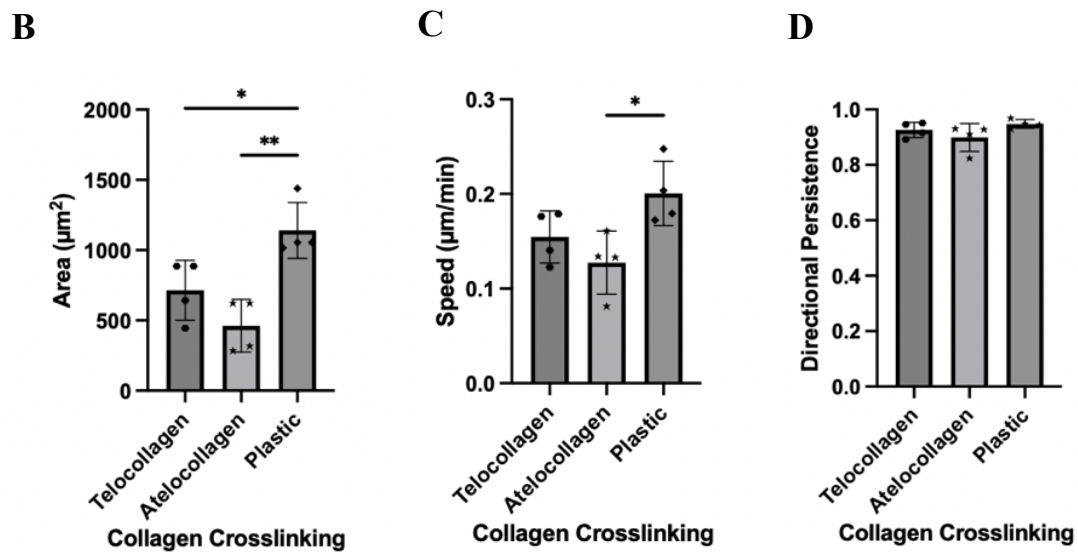 B
C
D
*
**
2000
1500
1000
500
0
Area (μm²)
Telocollagen
Atelocollagen
Plastic
Collagen Crosslinking
*
0.3
0.2
0.1
0.0
Speed (μm/min)
Telocollagen
Atelocollagen
Plastic
Collagen Crosslinking
1.0
0.8
0.6
0.4
0.2
0.0
Directional Persistence
Telocollagen
Atelocollagen
Plastic
Collagen Crosslinking